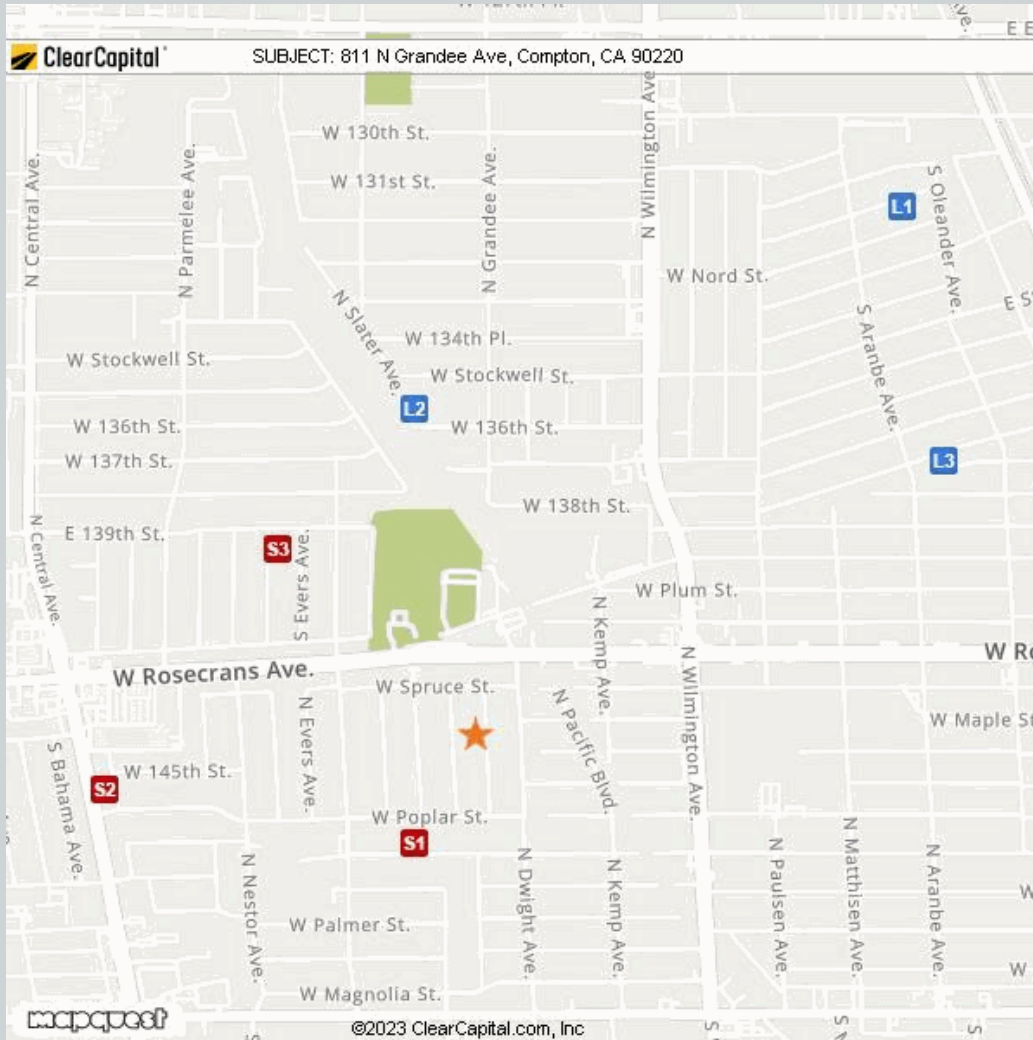 ClearCapital
SUBJECT: 811 N Grandee Ave, Compton, CA 90220
W 130th St.
W 131st St.
N Central Ave.
N Parmelee Ave.
N Grandee Ave.
N Wilmington Ave.
S Oleander Ave.
L1
W Nord St.
N Slater Ave.
W 134th Pl.
S Aranbe Ave.
W Stockwell St.
W Stockwell St.
L2
W 136th St.
W 136th St.
W 137th St.
L3
W 138th St.
N Central Ave.
E 139th St.
S3
S Evers Ave.
W Plum St.
N Kemp Ave.
W Rosecrans Ave.
W Spruce St.
N Evers Ave.
N Pacific Blvd.
N Wilmington Ave.
W Maple St
S Bahama Ave.
S2
W 145th St.
W Poplar St.
S1
N Nestor Ave.
N Dwight Ave.
N Kemp Ave.
N Paulsen Ave.
N Matthisen Ave.
N Aranbe Ave.
W Palmer St.
W Magnolia St.
mapquest
©2023 ClearCapital.com, Inc